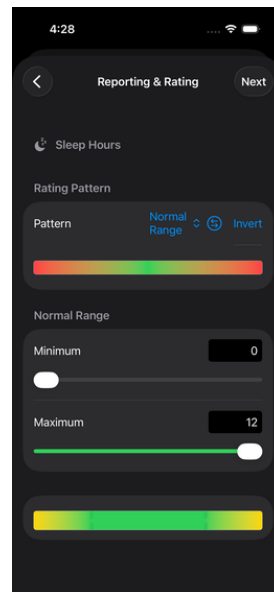 4:28
Reporting & Rating
Next
Sleep Hours
Rating Pattern
Pattern
Normal
Range
Invert
Normal Range
Minimum
0
Maximum
12